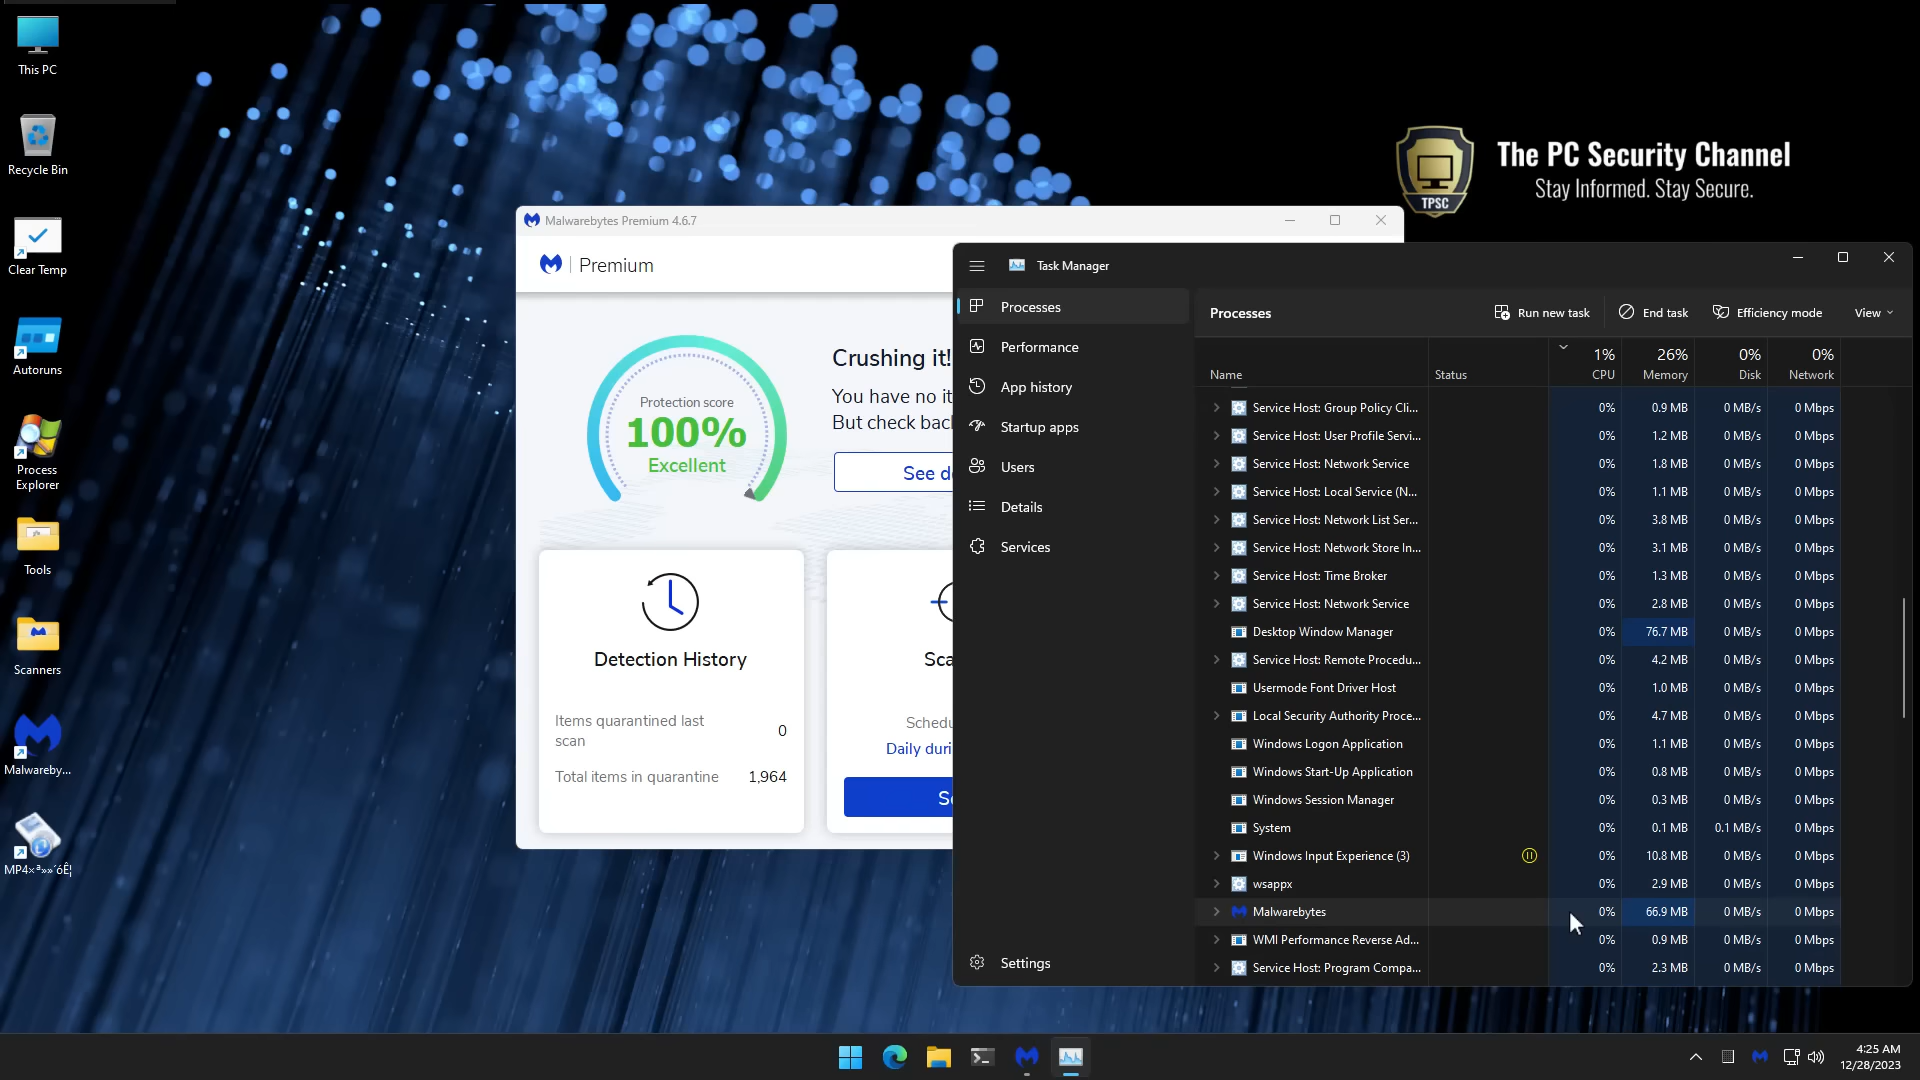 This PC
Recycle Bin
Clear Temp
Autoruns
Process
Explorer
Tools
Scanners
Malwareby...
MP4×ª»»´óÊ¦
The PC Security Channel
Stay Informed. Stay Secure.
TPSC
Malwarebytes Premium 4.6.7
Premium
Protection score
100%
Excellent
Crushing it!
You have no it
But check bac
See d
Detection History
Items quarantined last
scan
0
Total items in quarantine 1,964
Sca
Schedu
Daily duri
Task Manager
Processes
Performance
App history
Startup apps
Users
Details
Services
Settings
Processes
Run new task
End task
Efficiency mode
View
1% 26% 0% 0%
Name Status CPU Memory Disk Network
Service Host: Group Policy Cli... 0% 0.9 MB 0 MB/s 0 Mbps
Service Host: User Profile Servi... 0% 1.2 MB 0 MB/s 0 Mbps
Service Host: Network Service 0% 1.8 MB 0 MB/s 0 Mbps
Service Host: Local Service (N... 0% 1.1 MB 0 MB/s 0 Mbps
Service Host: Network List Ser... 0% 3.8 MB 0 MB/s 0 Mbps
Service Host: Network Store In... 0% 3.1 MB 0 MB/s 0 Mbps
Service Host: Time Broker 0% 1.3 MB 0 MB/s 0 Mbps
Service Host: Network Service 0% 2.8 MB 0 MB/s 0 Mbps
Desktop Window Manager 0% 76.7 MB 0 MB/s 0 Mbps
Service Host: Remote Procedu... 0% 4.2 MB 0 MB/s 0 Mbps
Usermode Font Driver Host 0% 1.0 MB 0 MB/s 0 Mbps
Local Security Authority Proce... 0% 4.7 MB 0 MB/s 0 Mbps
Windows Logon Application 0% 1.1 MB 0 MB/s 0 Mbps
Windows Start-Up Application 0% 0.8 MB 0 MB/s 0 Mbps
Windows Session Manager 0% 0.3 MB 0 MB/s 0 Mbps
System 0% 0.1 MB 0.1 MB/s 0 Mbps
Windows Input Experience (3) 0% 10.8 MB 0 MB/s 0 Mbps
wsappx 0% 2.9 MB 0 MB/s 0 Mbps
Malwarebytes 0% 66.9 MB 0 MB/s 0 Mbps
WMI Performance Reverse Ad... 0% 0.9 MB 0 MB/s 0 Mbps
Service Host: Program Compa... 0% 2.3 MB 0 MB/s 0 Mbps
4:25 AM
12/28/2023